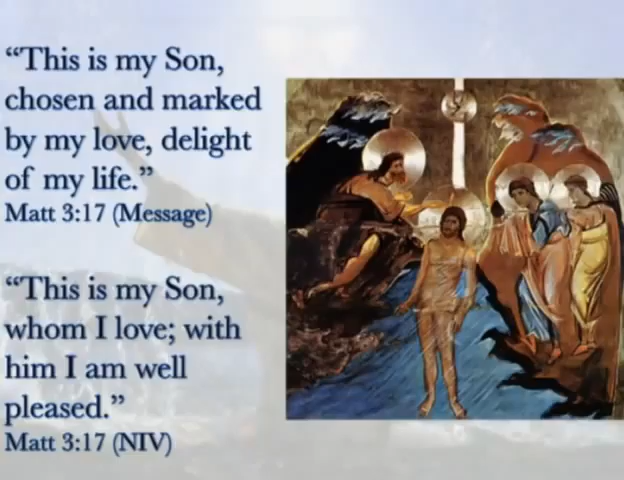 “This is my Son,
chosen and marked
by my love, delight
of my life.”
Matt 3:17 (Message)
“This is my Son,
whom I love; with
him I am well
pleased.”
Matt 3:17 (NIV)